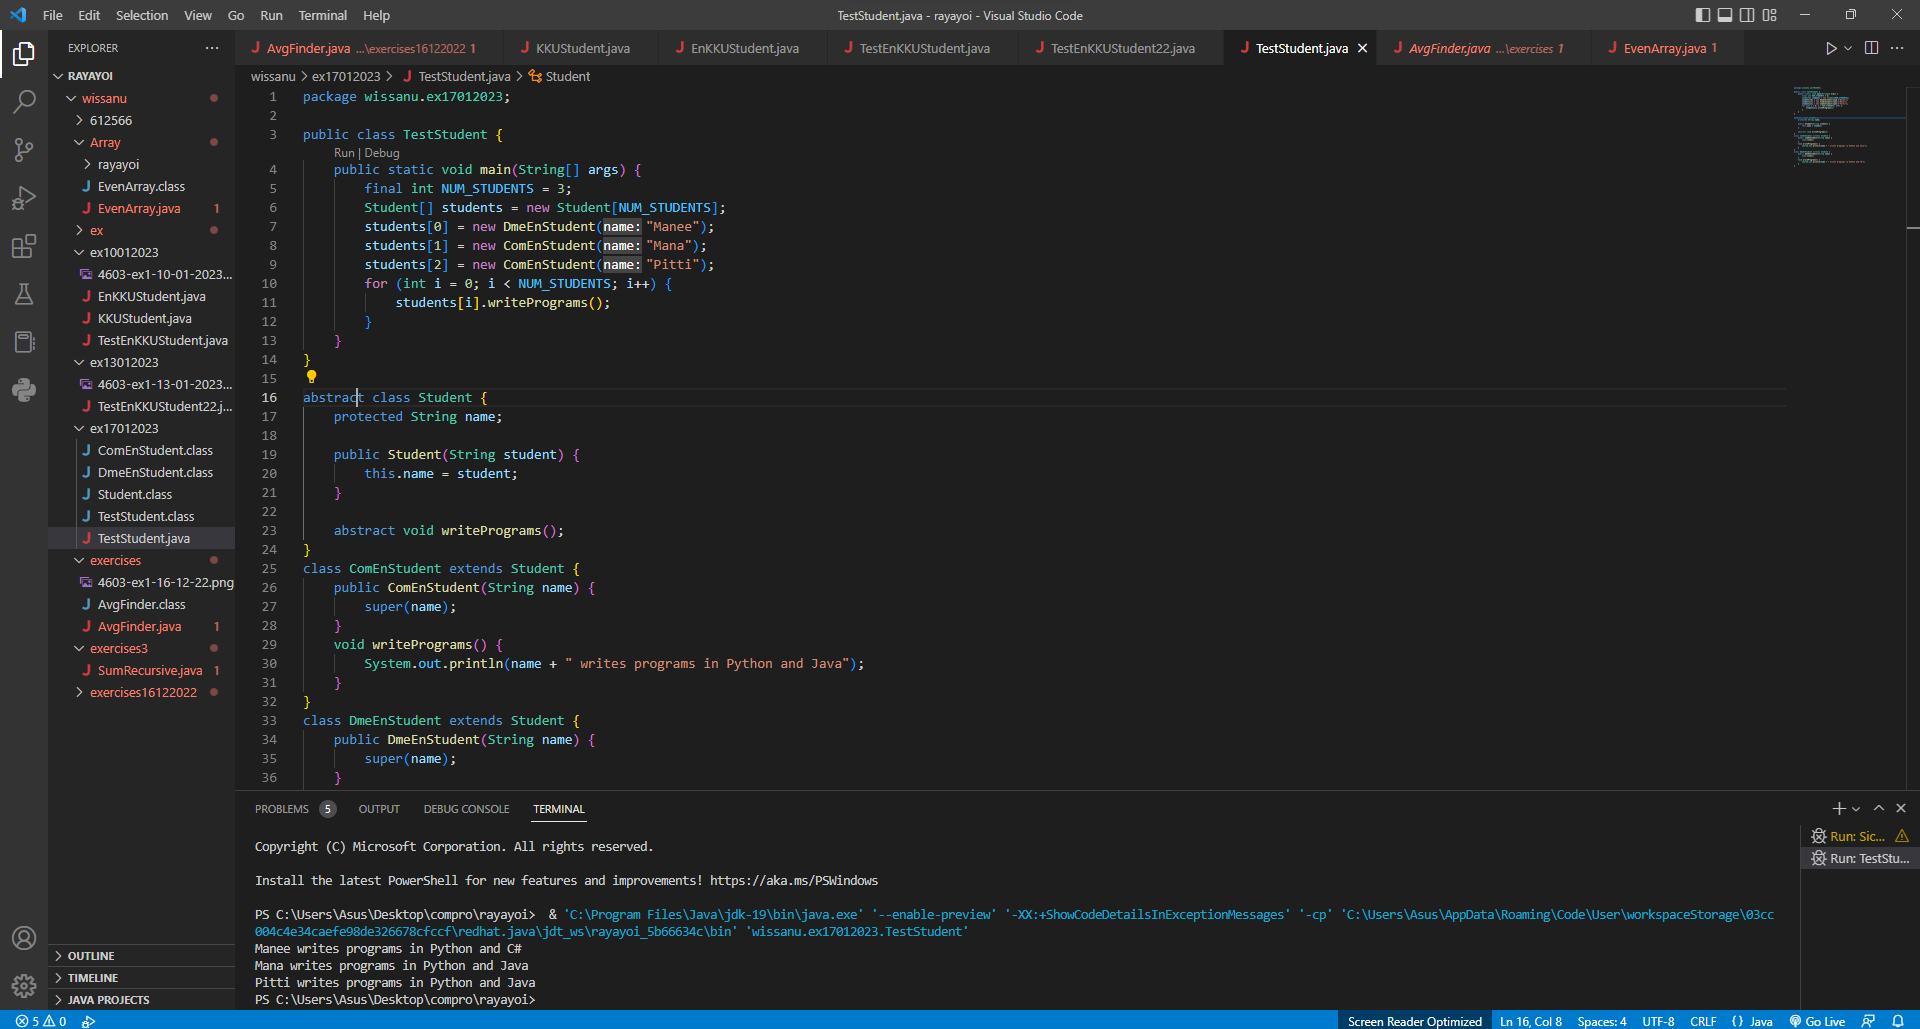 File Edit Selection View Go Run Terminal Help
TestStudent.java - rayayoi - Visual Studio Code
EXPLORER
RAYAYOI
wissanu
612566
Array
rayayoi
EvenArray.class
EvenArray.java 1
ex
ex10012023
4603-ex1-10-01-2023...
EnKKUStudent.java
KKUStudent.java
TestEnKKUStudent.java
ex13012023
4603-ex1-13-01-2023...
TestEnKKUStudent22.j...
ex17012023
ComEnStudent.class
DmeEnStudent.class
Student.class
TestStudent.class
TestStudent.java
exercises
4603-ex1-16-12-22.png
AvgFinder.class
AvgFinder.java 1
exercises3
SumRecursive.java 1
exercises16122022
OUTLINE
TIMELINE
JAVA PROJECTS
AvgFinder.java ...\exercises16122022 1 KKUStudent.java EnKKUStudent.java TestEnKKUStudent.java TestEnKKUStudent22.java TestStudent.java AvgFinder.java ...\exercises 1 EvenArray.java 1
wissanu > ex17012023 > TestStudent.java > Student
1 package wissanu.ex17012023;
2
3 public class TestStudent {
Run | Debug
4 public static void main(String[] args) {
5 final int NUM_STUDENTS = 3;
6 Student[] students = new Student[NUM_STUDENTS];
7 students[0] = new DmeEnStudent(name: "Manee");
8 students[1] = new ComEnStudent(name: "Mana");
9 students[2] = new ComEnStudent(name: "Pitti");
10 for (int i = 0; i < NUM_STUDENTS; i++) {
11 students[i].writePrograms();
12 }
13 }
14 }
15
16 abstract class Student {
17 protected String name;
18
19 public Student(String student) {
20 this.name = student;
21 }
22
23 abstract void writePrograms();
24 }
25 class ComEnStudent extends Student {
26 public ComEnStudent(String name) {
27 super(name);
28 }
29 void writePrograms() {
30 System.out.println(name + " writes programs in Python and Java");
31 }
32 }
33 class DmeEnStudent extends Student {
34 public DmeEnStudent(String name) {
35 super(name);
36 }
PROBLEMS 5 OUTPUT DEBUG CONSOLE TERMINAL
Copyright (C) Microsoft Corporation. All rights reserved.
Install the latest PowerShell for new features and improvements! https://aka.ms/PSWindows
PS C:\Users\Asus\Desktop\compro\rayayoi> & 'C:\Program Files\Java\jdk-19\bin\java.exe' '--enable-preview' '-XX:+ShowCodeDetailsInExceptionMessages' '-cp' 'C:\Users\Asus\AppData\Roaming\Code\User\workspaceStorage\03cc
004c4e34caefe98de326678cfccf\redhat.java\jdt_ws\rayayoi_5b66634c\bin' 'wissanu.ex17012023.TestStudent'
Manee writes programs in Python and C#
Mana writes programs in Python and Java
Pitti writes programs in Python and Java
PS C:\Users\Asus\Desktop\compro\rayayoi>
Run: Sic...
Run: TestStu...
5 0 Screen Reader Optimized Ln 16, Col 8 Spaces: 4 UTF-8 CRLF {} Java Go Live